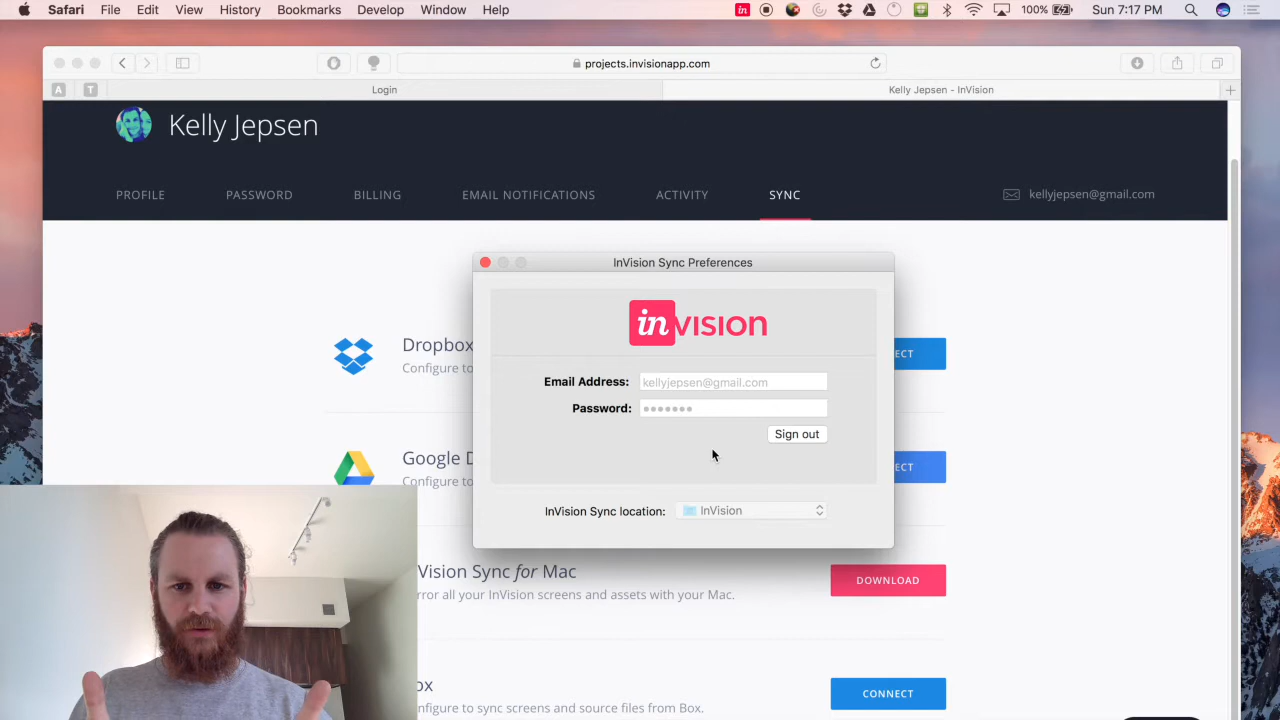 Safari File Edit View History Bookmarks Develop Window Help
in 100% Sun 7:17 PM
projects.invisionapp.com
A T Login Kelly Jepsen - InVision
Kelly Jepsen
PROFILE PASSWORD BILLING EMAIL NOTIFICATIONS ACTIVITY SYNC kellyjepsen@gmail.com
InVision Sync Preferences
invision
Email Address: kellyjepsen@gmail.com
Password:
Sign out
InVision Sync location: InVision
Dropbox
Configure to
ECT
Google D
Configure to
ECT
Vision Sync for Mac
rror all your InVision screens and assets with your Mac.
DOWNLOAD
ox
nfigure to sync screens and source files from Box.
CONNECT